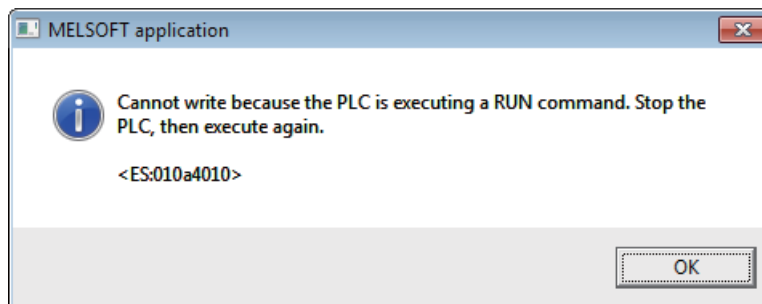 MELSOFT application
Cannot write because the PLC is executing a RUN command. Stop the
PLC, then execute again.
<ES:010a4010>
OK